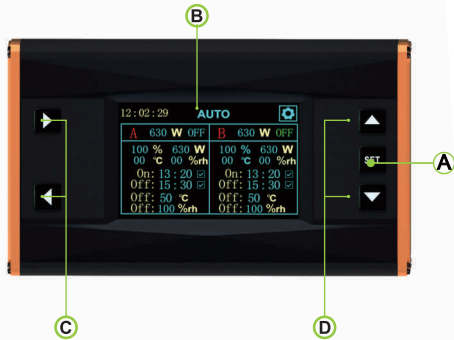 B
12:02:29 AUTO
A 630 W OFF B 630 W OFF
100 % 630 W 100 % 630 W
00 °C 00 %rh 00 °C 00 %rh
On: 13:20 On: 13:20
Off: 15:30 Off: 15:30
Off: 50 °C Off: 50 °C
Off: 100 %rh Off: 100 %rh
SET
A
C
D